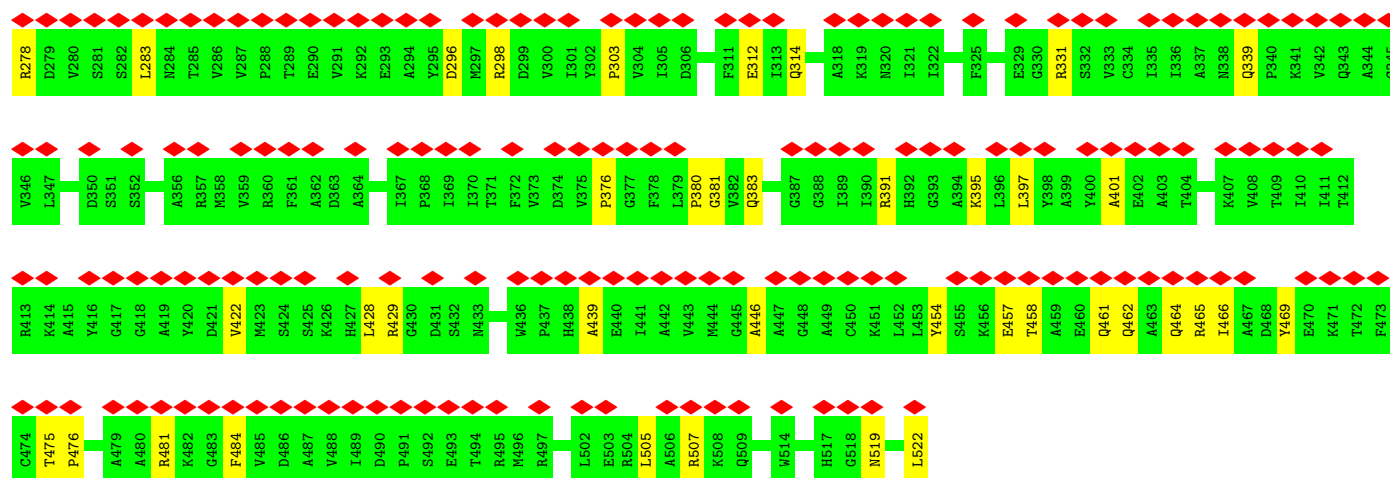 R278 D279 V280 S281 S282 L283 N284 T285 V286 V287 P288 T289 E290 V291 K292 E293 A294 Y295 D296 M297 R298 D299 V300 I301 Y302 P303 V304 I305 D306 F311 E312 I313 Q314 A318 K319 N320 I321 I322 F325 E329 G330 R331 S332 V333 C334 I335 I336 A337 N338 Q339 P340 K341 V342 Q343 A344 G345
V346 L347 D350 S351 S352 A356 R357 M358 V359 R360 F361 A362 D363 A364 I367 P368 I369 I370 T371 F372 V373 D374 V375 P376 G377 F378 L379 P380 G381 V382 Q383 G387 G388 I389 I390 R391 H392 G393 A394 K395 L396 L397 Y398 A399 Y400 A401 E402 A403 T404 K407 V408 T409 I410 I411 T412
R413 K414 A415 Y416 G417 G418 A419 Y420 D421 V422 M423 S424 S425 K426 H427 L428 R429 G430 D431 S432 N433 W436 P437 H438 A439 E440 I441 A442 V443 M444 G445 A446 A447 G448 A449 C450 K451 L452 L453 Y454 S455 K456 E457 T458 A459 E460 Q461 Q462 A463 Q464 R465 I466 A467 D468 Y469 E470 K471 T472 F473
C474 T475 P476 A479 A480 R481 K482 G483 F484 V485 D486 A487 V488 I489 D490 P491 S492 E493 T494 R495 M496 R497 L502 E503 R504 L505 A506 R507 K508 Q509 W514 H517 G518 N519 L522